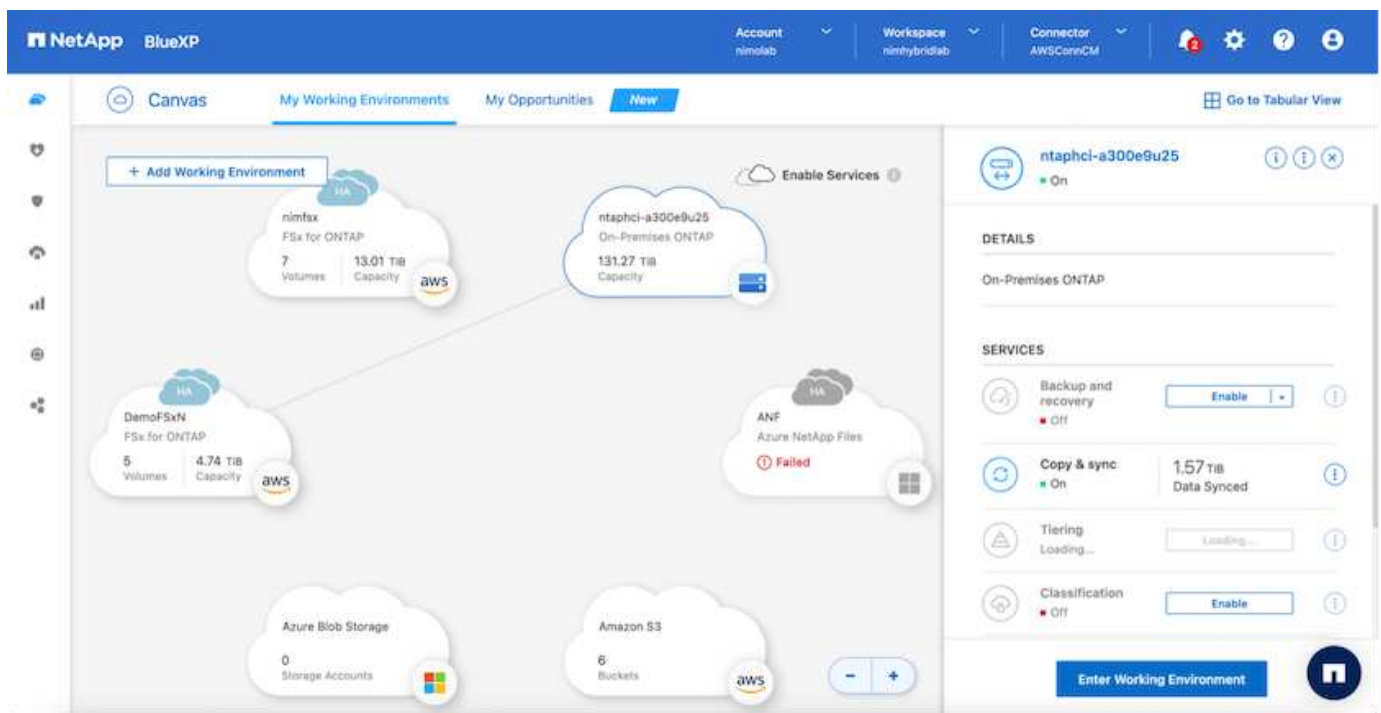 NetApp BlueXP
Account
nimolab
Workspace
nimhybridlab
Connector
AWSConnCM
2
Canvas
My Working Environments
My Opportunities
New
Go to Tabular View
+ Add Working Environment
Enable Services
HA
nimfsx
FSx for ONTAP
7
Volumes
13.01 TiB
Capacity
aws
ntaphci-a300e9u25
On-Premises ONTAP
131.27 TiB
Capacity
HA
DemoFSxN
FSx for ONTAP
5
Volumes
4.74 TiB
Capacity
aws
HA
ANF
Azure NetApp Files
Failed
Azure Blob Storage
0
Storage Accounts
Amazon S3
6
Buckets
aws
- +
ntaphci-a300e9u25
On
DETAILS
On-Premises ONTAP
SERVICES
Backup and
recovery
Off
Enable
Copy & sync
On
1.57 TiB
Data Synced
Tiering
Loading...
Loading...
Classification
Off
Enable
Enter Working Environment